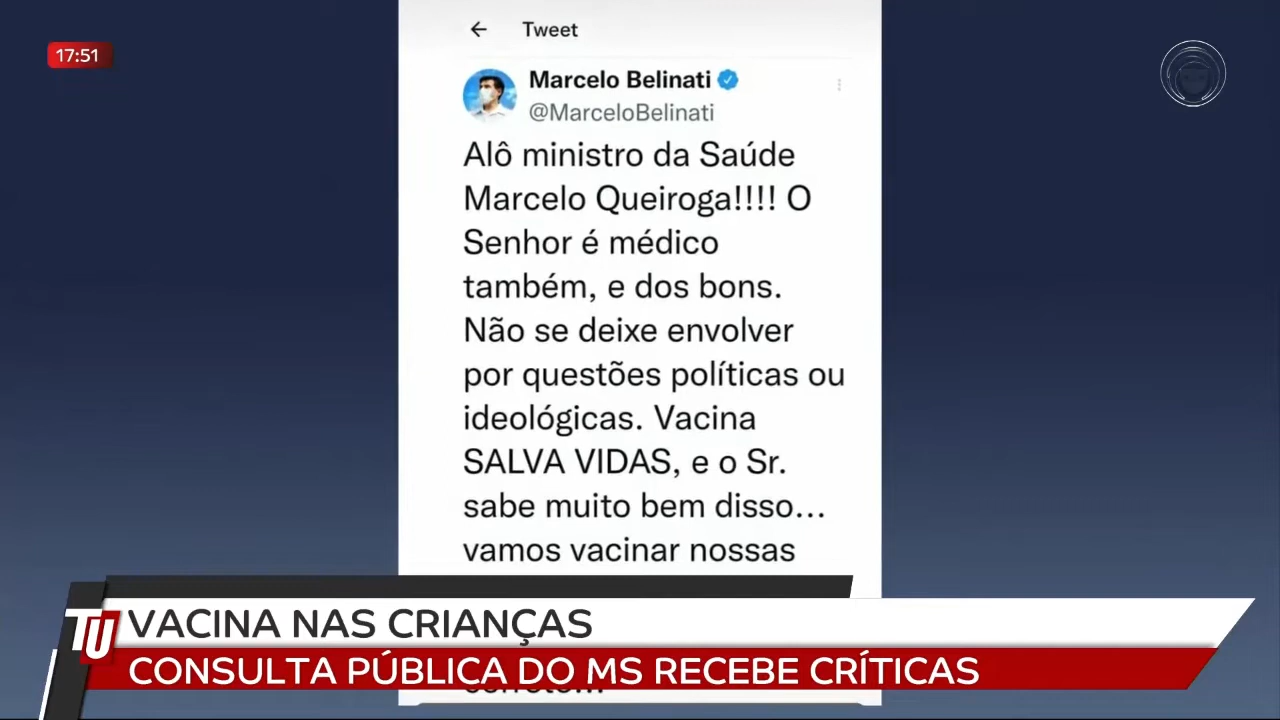 17:51
Tweet
Marcelo Belinati
@MarceloBelinati
Alô ministro da Saúde
Marcelo Queiroga!!!! O
Senhor é médico
também, e dos bons.
Não se deixe envolver
por questões políticas ou
ideológicas. Vacina
SALVA VIDAS, e o Sr.
sabe muito bem disso...
vamos vacinar nossas
TU
VACINA NAS CRIANÇAS
CONSULTA PÚBLICA DO MS RECEBE CRÍTICAS